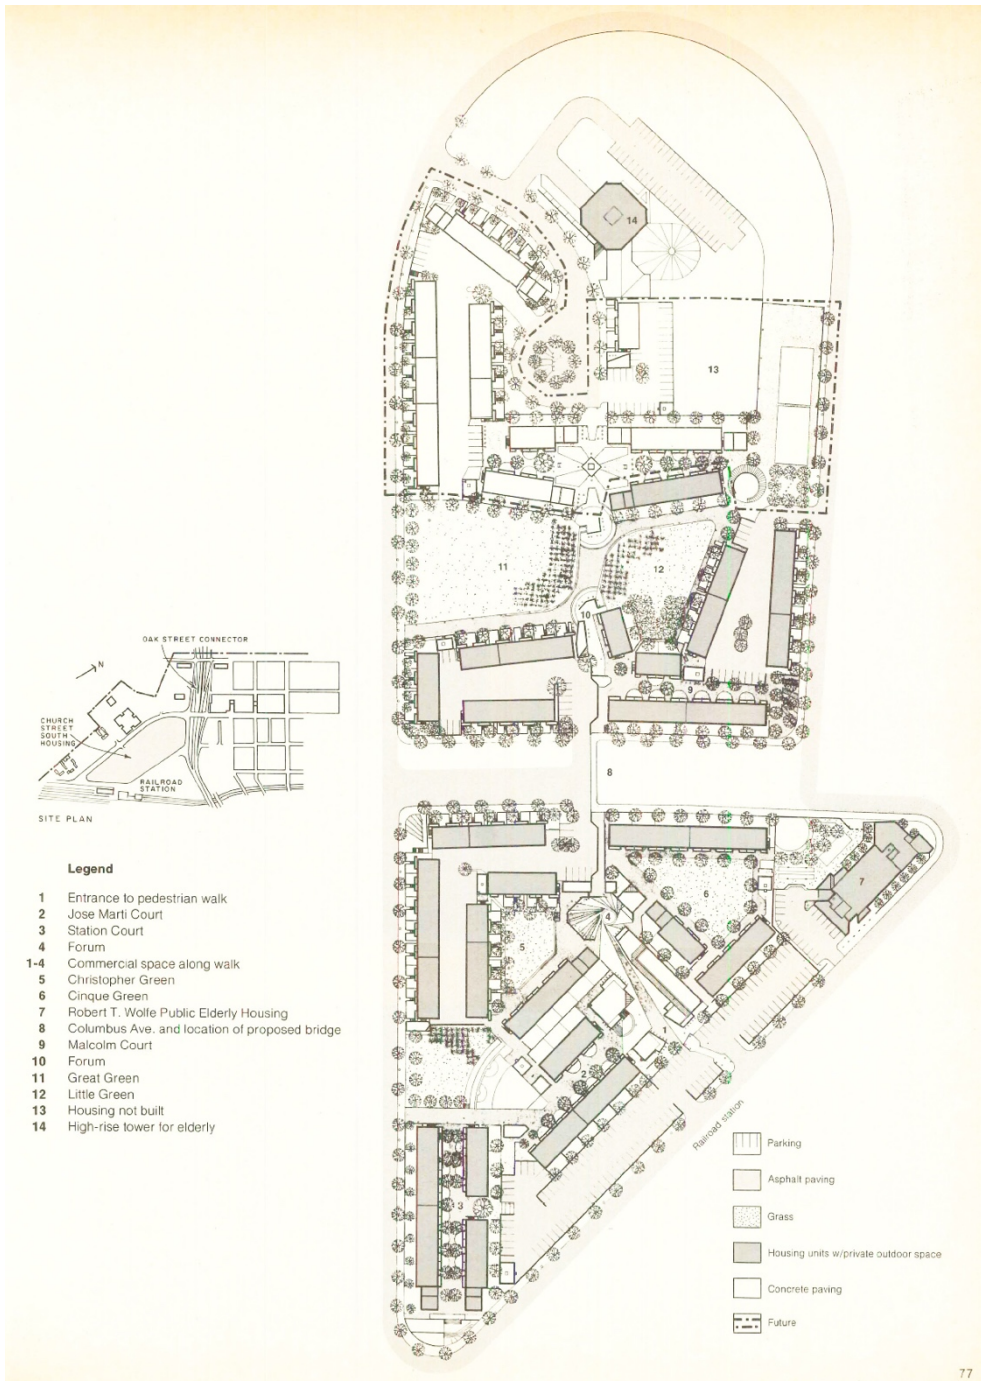 14
13
11
12
10
9
8
OAK STREET CONNECTOR
N
CHURCH
STREET
SOUTH
HOUSING
RAILROAD
STATION
SITE PLAN
7
6
4
5
1
2
3
Railroad station
Legend
1 Entrance to pedestrian walk
2 Jose Marti Court
3 Station Court
4 Forum
1-4 Commercial space along walk
5 Christopher Green
6 Cinque Green
7 Robert T. Wolfe Public Elderly Housing
8 Columbus Ave. and location of proposed bridge
9 Malcolm Court
10 Forum
11 Great Green
12 Little Green
13 Housing not built
14 High-rise tower for elderly
Parking
Asphalt paving
Grass
Housing units w/private outdoor space
Concrete paving
Future
77